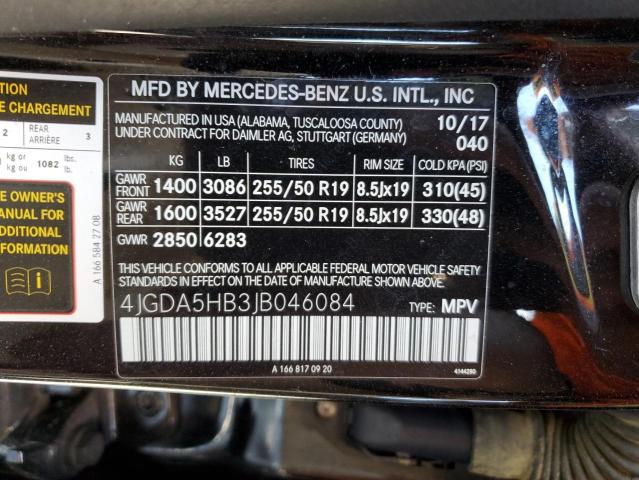 TION
E CHARGEMENT
2 REAR ARRIÈRE 3
kg or kg ou 1082 lbs. lb.
OWNER'S
MANUAL FOR
ADDITIONAL
INFORMATION
A 166 584 27 08
MFD BY MERCEDES-BENZ U.S. INTL., INC
MANUFACTURED IN USA (ALABAMA, TUSCALOOSA COUNTY) 10/17
UNDER CONTRACT FOR DAIMLER AG, STUTTGART (GERMANY) 040
KG LB TIRES RIM SIZE COLD KPA (PSI)
GAWR FRONT 1400 3086 255/50 R19 8.5Jx19 310(45)
GAWR REAR 1600 3527 255/50 R19 8.5Jx19 330(48)
GVWR 2850 6283
THIS VEHICLE CONFORMS TO ALL APPLICABLE FEDERAL MOTOR VEHICLE SAFETY
STANDARDS IN EFFECT ON THE DATE OF MANUFACTURE SHOWN ABOVE.
4JGDA5HB3JB046084 TYPE: MPV
A 166 817 09 20
4144290